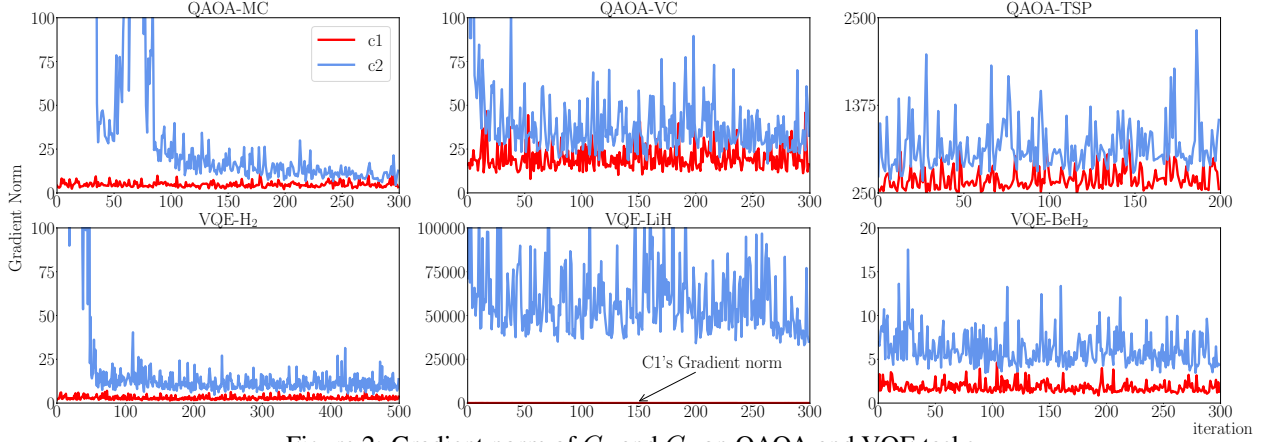 QAOA-MC
QAOA-VC
QAOA-TSP
100
75
50
25
0
c1
c2
0 50 100 150 200 250 300
100
75
50
25
0
0 50 100 150 200 250 300
2500
1375
250
0 50 100 150 200
Gradient Norm
VQE-H2
VQE-LiH
VQE-BeH2
100
75
50
25
0
0 100 200 300 400 500
100000
75000
50000
25000
0
C1's Gradient norm
0 50 100 150 200 250 300
20
15
10
5
0
0 50 100 150 200 250 300
iteration